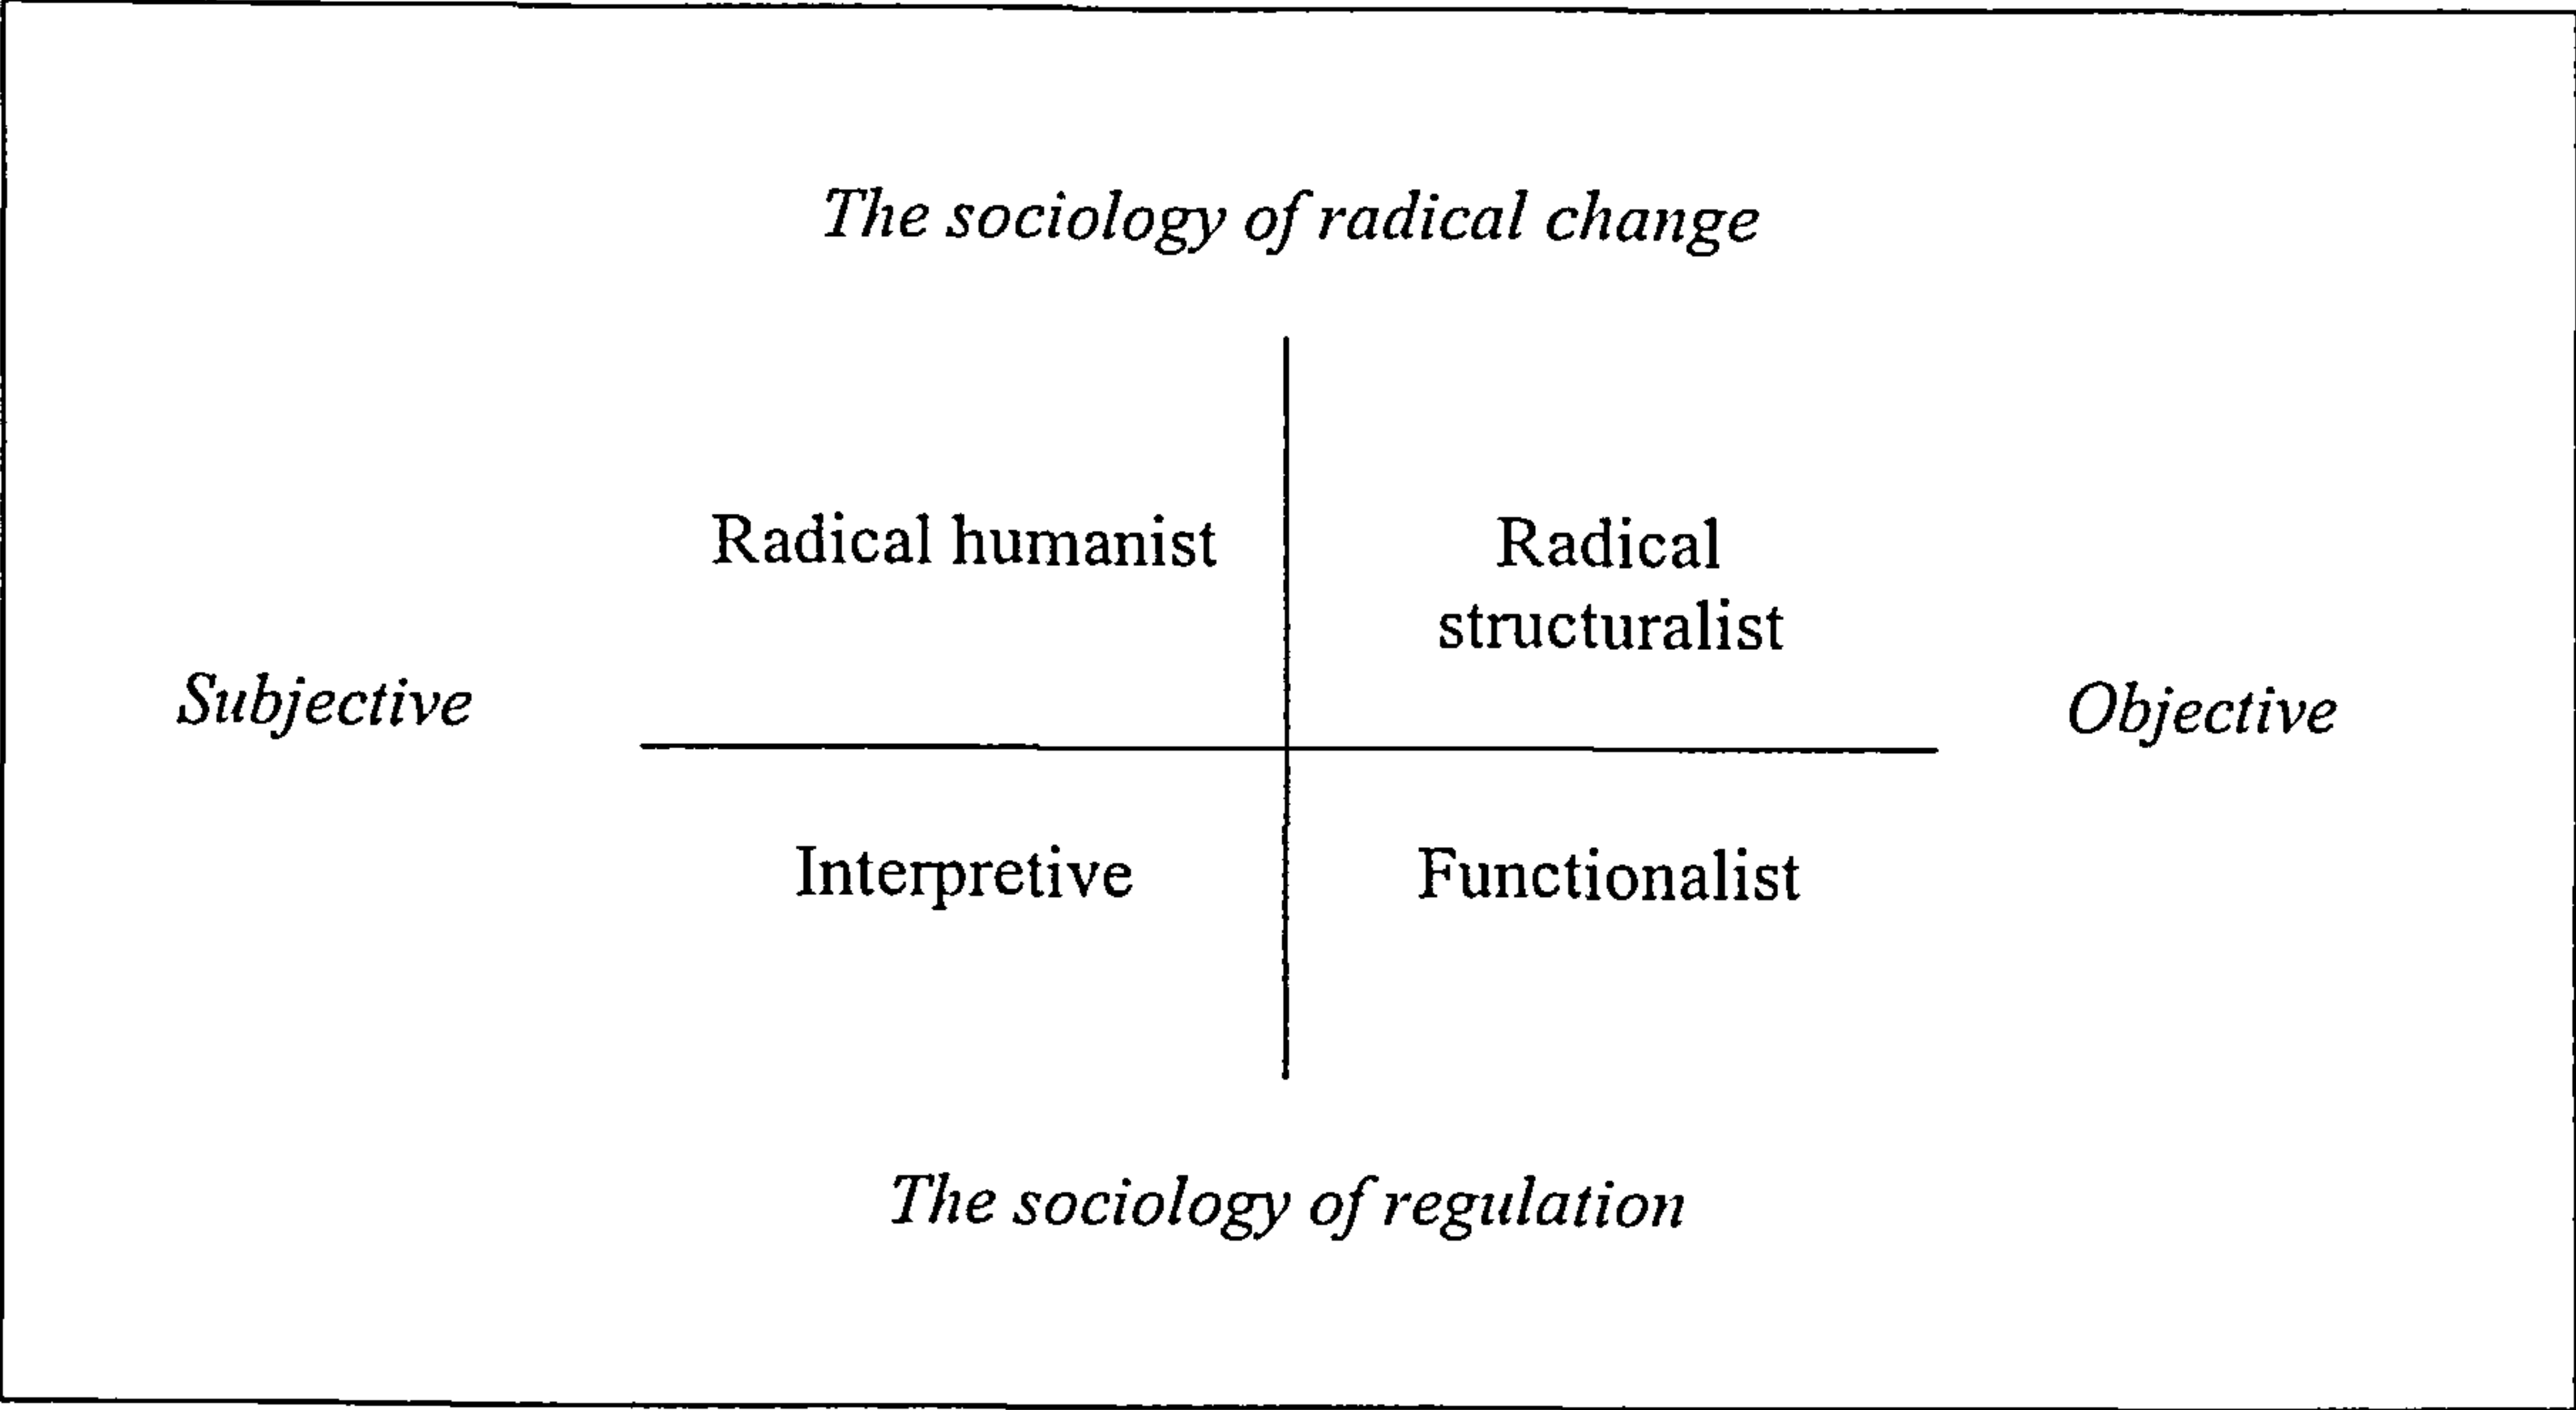 The sociology of radical change
Radical humanist
Radical
structuralist
Subjective
Objective
Interpretive
Functionalist
The sociology of regulation